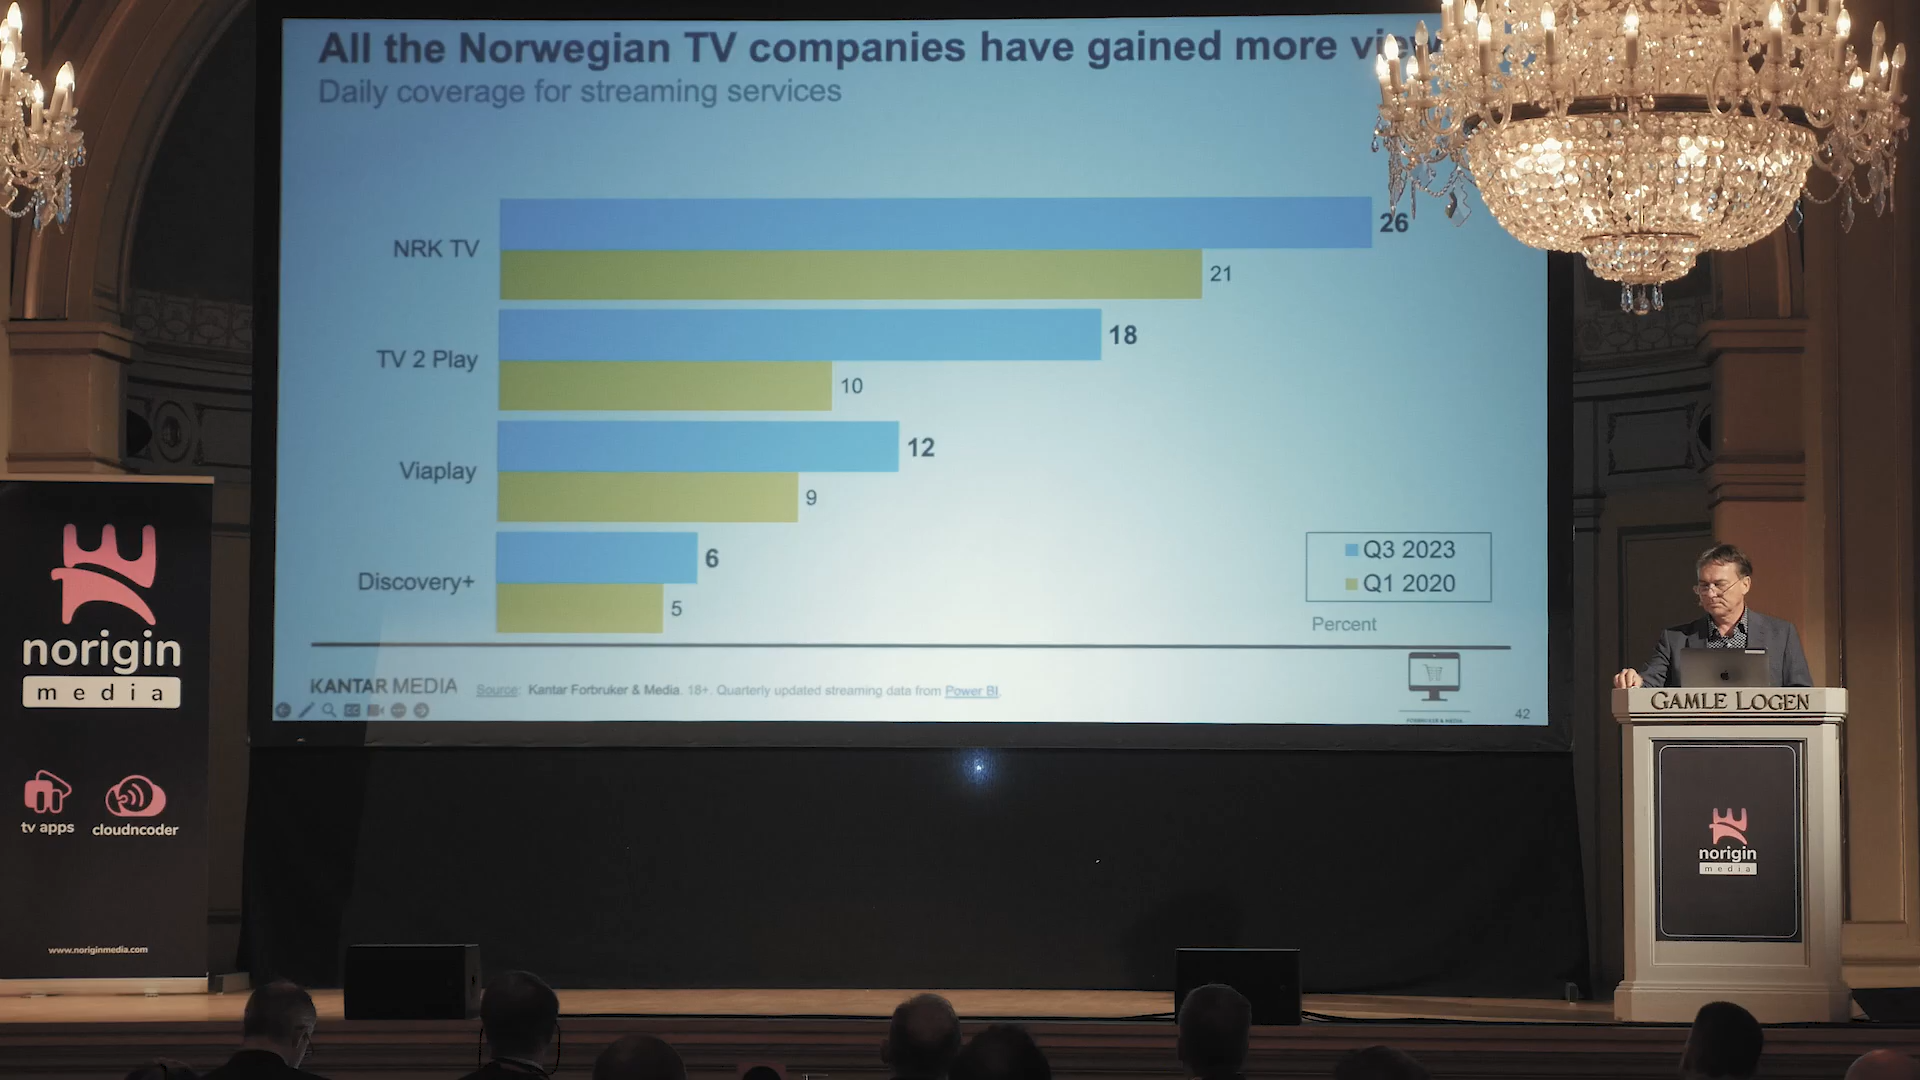 All the Norwegian TV companies have gained more view
Daily coverage for streaming services
NRK TV
26
21
TV 2 Play
18
10
Viaplay
12
9
Discovery+
6
5
Q3 2023
Q1 2020
Percent
KANTAR MEDIA
Source: Kantar Forbruker & Media. 18+. Quarterly updated streaming data from Power BI.
FORBRUKER & MEDIA
42
norigin
media
tv apps
cloudncoder
www.noriginmedia.com
GAMLE LOGEN
norigin
media